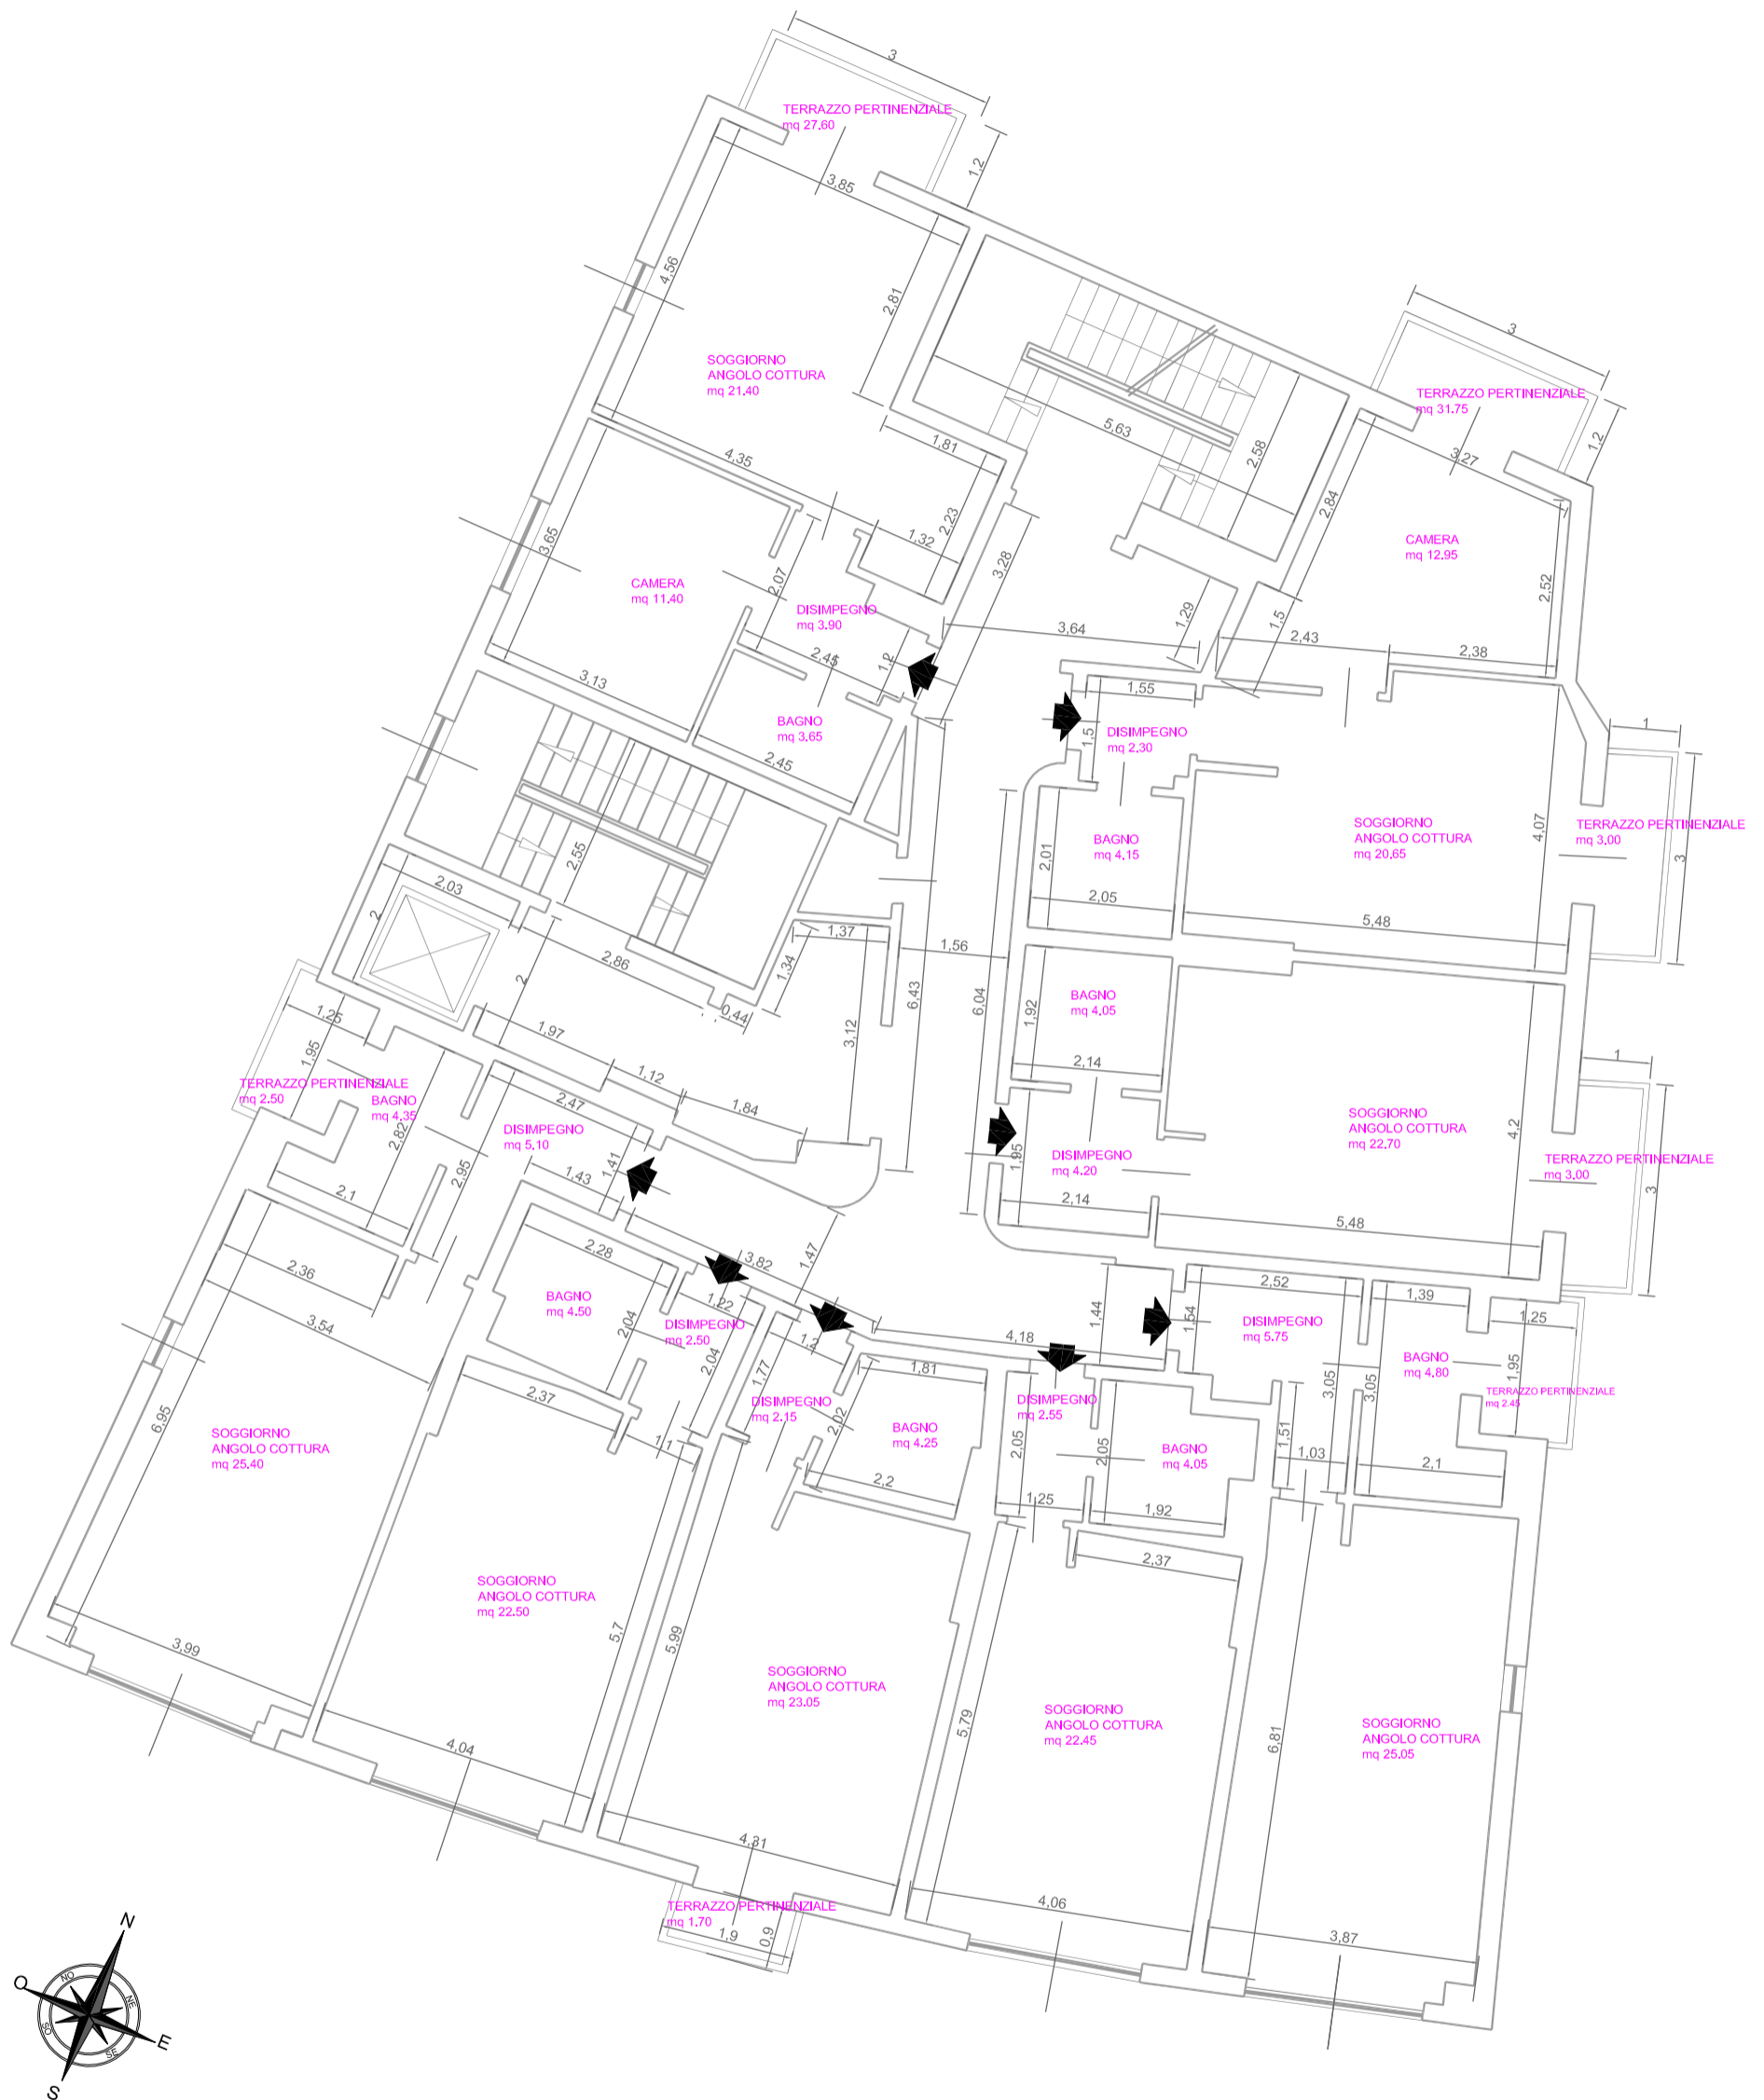 3
TERRAZZO PERTINENZIALE
mq 27.60
1,2
3,85
4,56
2,81
SOGGIORNO
ANGOLO COTTURA
mq 21.40
3
TERRAZZO PERTINENZIALE
mq 31.75
1,2
5,63
2,58
3,27
2,84
4,35
1,81
2,23
1,32
3,28
3,65
2,07
CAMERA
mq 11.40
DISIMPEGNO
mq 3.90
CAMERA
mq 12.95
2,52
1,29
1,5
3,64
2,43
2,38
2,45
1,2
3,13
BAGNO
mq 3.65
2,45
1,55
DISIMPEGNO
mq 2.30
1,5
1
3
BAGNO
mq 4.15
2,01
2,05
SOGGIORNO
ANGOLO COTTURA
mq 20.65
4,07
TERRAZZO PERTINENZIALE
mq 3.00
5,48
2,55
2,03
2
2,86
2
1,37
1,34
1,56
0,44
6,43
6,04
3,12
BAGNO
mq 4.05
1,92
2,14
1,25
1,95
1,97
1,12
1,84
TERRAZZO PERTINENZIALE
mq 2.50
BAGNO
mq 4.35
2,82
2,47
DISIMPEGNO
mq 5.10
2,95
1,43
1,41
2,1
1
3
SOGGIORNO
ANGOLO COTTURA
mq 22.70
4,2
TERRAZZO PERTINENZIALE
mq 3.00
DISIMPEGNO
mq 4.20
1,95
2,14
5,48
2,36
3,54
2,28
3,82
1,47
BAGNO
mq 4.50
2,04
1,22
DISIMPEGNO
mq 2.50
2,04
1,2
1,77
4,18
1,44
1,54
2,52
DISIMPEGNO
mq 5.75
1,39
1,25
3,05
3,05
BAGNO
mq 4.80
1,95
TERRAZZO PERTINENZIALE
mq 2.45
2,37
1,1
DISIMPEGNO
mq 2.15
2,02
1,81
BAGNO
mq 4.25
2,2
DISIMPEGNO
mq 2.55
2,05
2,05
BAGNO
mq 4.05
1,25
1,92
1,51
1,03
2,1
2,37
6,95
SOGGIORNO
ANGOLO COTTURA
mq 25.40
3,99
SOGGIORNO
ANGOLO COTTURA
mq 22.50
5,7
4,04
5,99
SOGGIORNO
ANGOLO COTTURA
mq 23.05
4,31
5,79
SOGGIORNO
ANGOLO COTTURA
mq 22.45
4,06
6,81
SOGGIORNO
ANGOLO COTTURA
mq 25.05
3,87
TERRAZZO PERTINENZIALE
mq 1.70
1,9
0,9
N
NO
NE
O
E
SO
SE
S